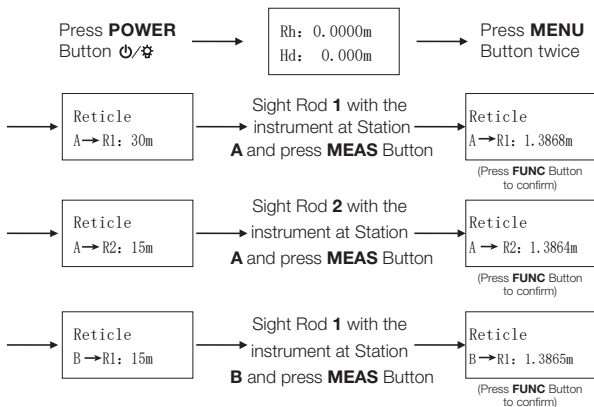 Press POWER
Button ⏻/☼
Rh: 0.0000m
Hd: 0.000m
Press MENU
Button twice
Reticle
A→R1: 30m
Sight Rod 1 with the
instrument at Station
A and press MEAS Button
Reticle
A→R1: 1.3868m
(Press FUNC Button
to confirm)
Reticle
A→R2: 15m
Sight Rod 2 with the
instrument at Station
A and press MEAS Button
Reticle
A→R2: 1.3864m
(Press FUNC Button
to confirm)
Reticle
B→R1: 15m
Sight Rod 1 with the
instrument at Station
B and press MEAS Button
Reticle
B→R1: 1.3865m
(Press FUNC Button
to confirm)